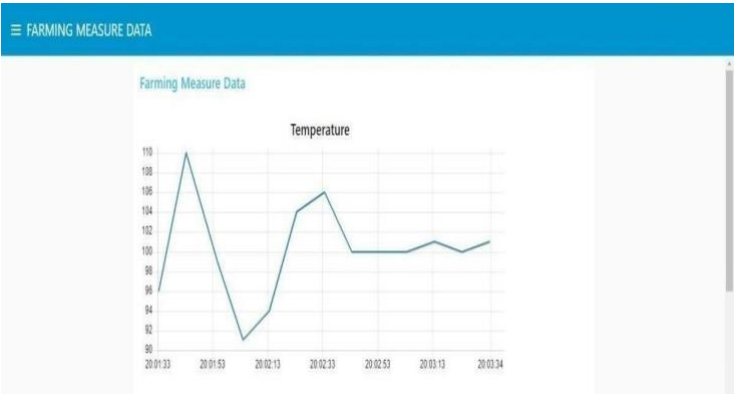 ☰ FARMING MEASURE DATA
Farming Measure Data
Temperature
110
108
106
104
102
100
98
96
94
92
90
20:01:33 20:01:53 20:02:13 20:02:33 20:02:53 20:03:13 20:03:34